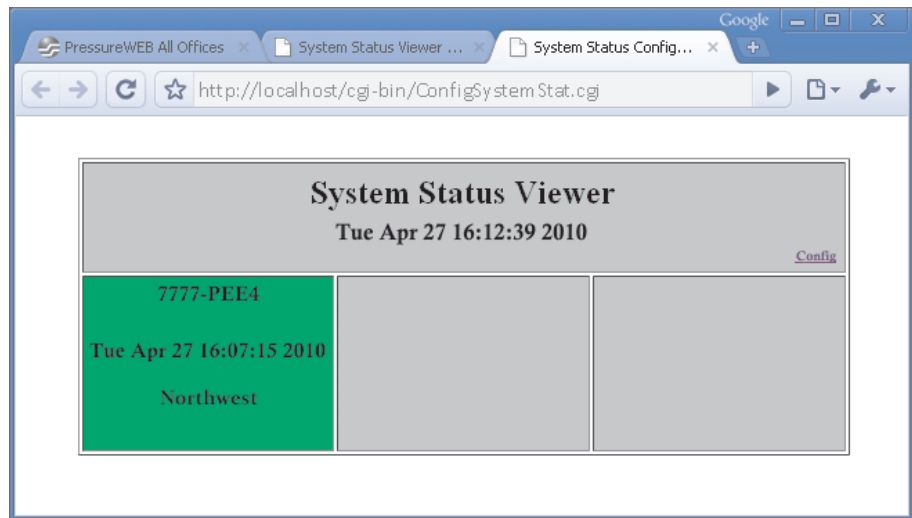 Google
PressureWEB All Offices
System Status Viewer ...
System Status Config...
http://localhost/cgi-bin/ConfigSystemStat.cgi
System Status Viewer
Tue Apr 27 16:12:39 2010
Config
7777-PEE4
Tue Apr 27 16:07:15 2010
Northwest